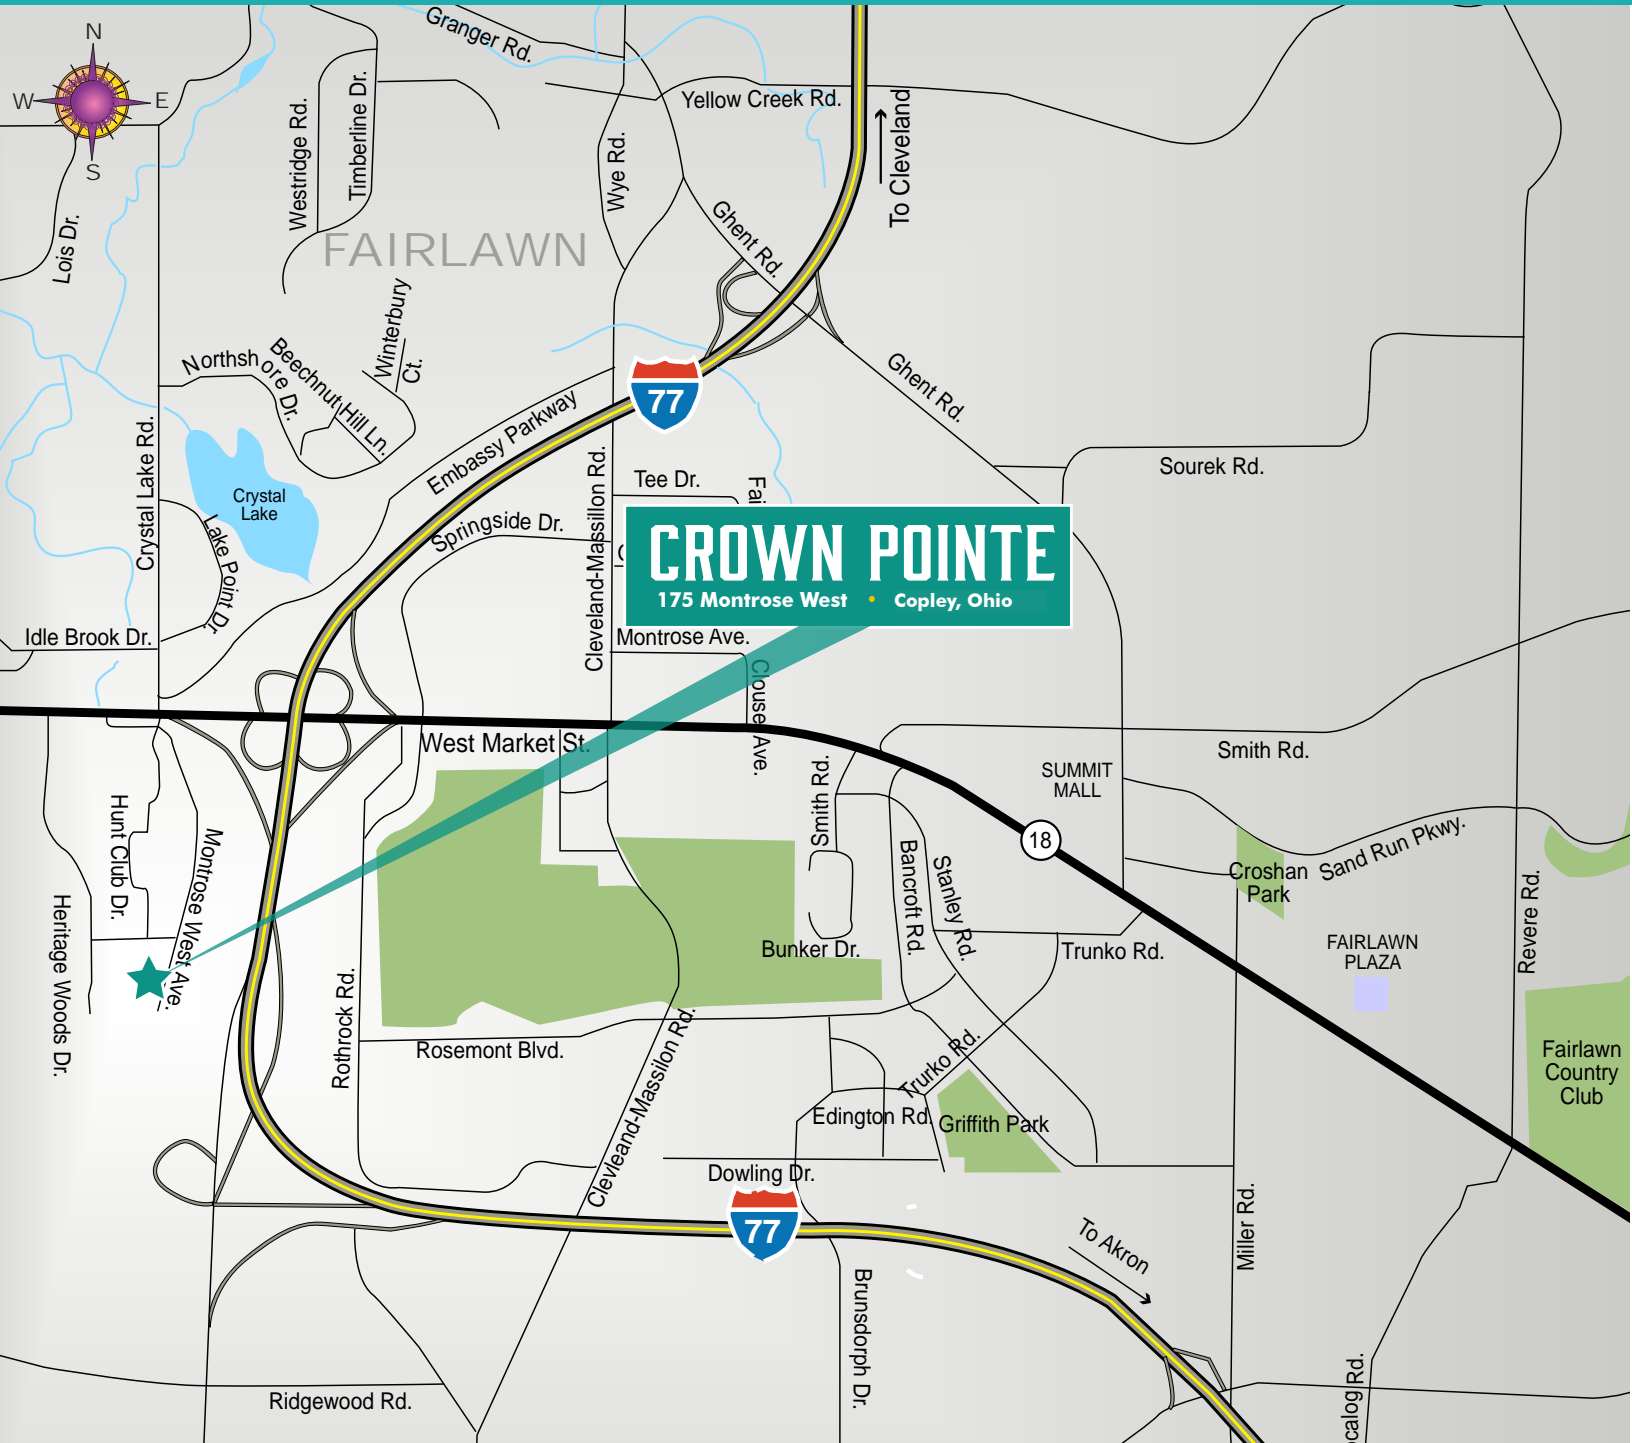 N
W
E
S
Granger Rd.
Yellow Creek Rd.
To Cleveland
Westridge Rd.
Timberline Dr.
Wye Rd.
Lois Dr.
Ghent Rd.
FAIRLAWN
Winterbury
Ct.
Northshore Dr.
Beechnut Hill Ln.
77
Ghent Rd.
Embassy Parkway
Crystal Lake Rd.
Crystal
Lake
Lake Point Dr.
Springside Dr.
Cleveland-Massillon Rd.
Tee Dr.
Fai
Sourek Rd.
CROWN POINTE
175 Montrose West • Copley, Ohio
Idle Brook Dr.
Montrose Ave.
Clouse Ave.
West Market St.
Smith Rd.
SUMMIT
MALL
Smith Rd.
18
Hunt Club Dr.
Montrose West Ave.
Heritage Woods Dr.
Bancroft Rd.
Stanley Rd.
Croshan
Park
Sand Run Pkwy.
Revere Rd.
Bunker Dr.
Trunko Rd.
FAIRLAWN
PLAZA
Rothrock Rd.
Rosemont Blvd.
Clevleand-Massilon Rd.
Trurko Rd.
Fairlawn
Country
Club
Edington Rd.
Griffith Park
Dowling Dr.
77
Miller Rd.
To Akron
Brunsdorph Dr.
Ridgewood Rd.
calog Rd.